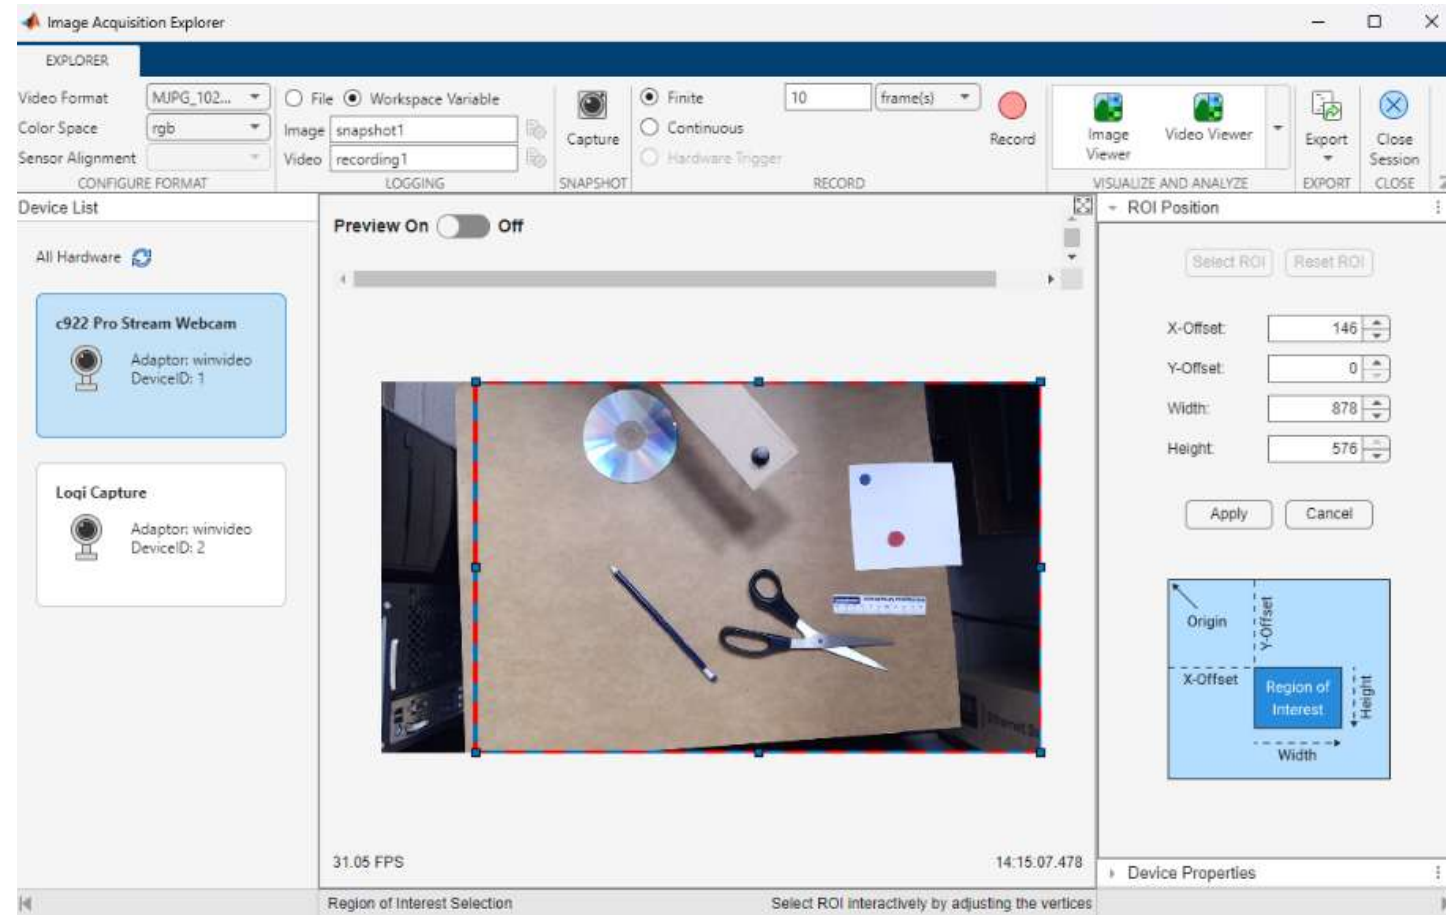 Image Acquisition Explorer
EXPLORER
Video Format MJPG_102...
Color Space rgb
Sensor Alignment
CONFIGURE FORMAT
File Workspace Variable
Image snapshot1
Video recording1
LOGGING
Capture
SNAPSHOT
Finite 10 frame(s)
Continuous
Hardware Trigger
Record
RECORD
Image Viewer
Video Viewer
VISUALIZE AND ANALYZE
Export
EXPORT
Close Session
CLOSE
Device List
All Hardware
c922 Pro Stream Webcam
Adaptor: winvideo
DeviceID: 1
Logi Capture
Adaptor: winvideo
DeviceID: 2
Preview On Off
31.05 FPS
14:15:07.478
ROI Position
Select ROI Reset ROI
X-Offset: 146
Y-Offset: 0
Width: 878
Height: 576
Apply Cancel
Origin
Y-Offset
X-Offset
Region of
Interest
Height
Width
Device Properties
Region of Interest Selection
Select ROI interactively by adjusting the vertices